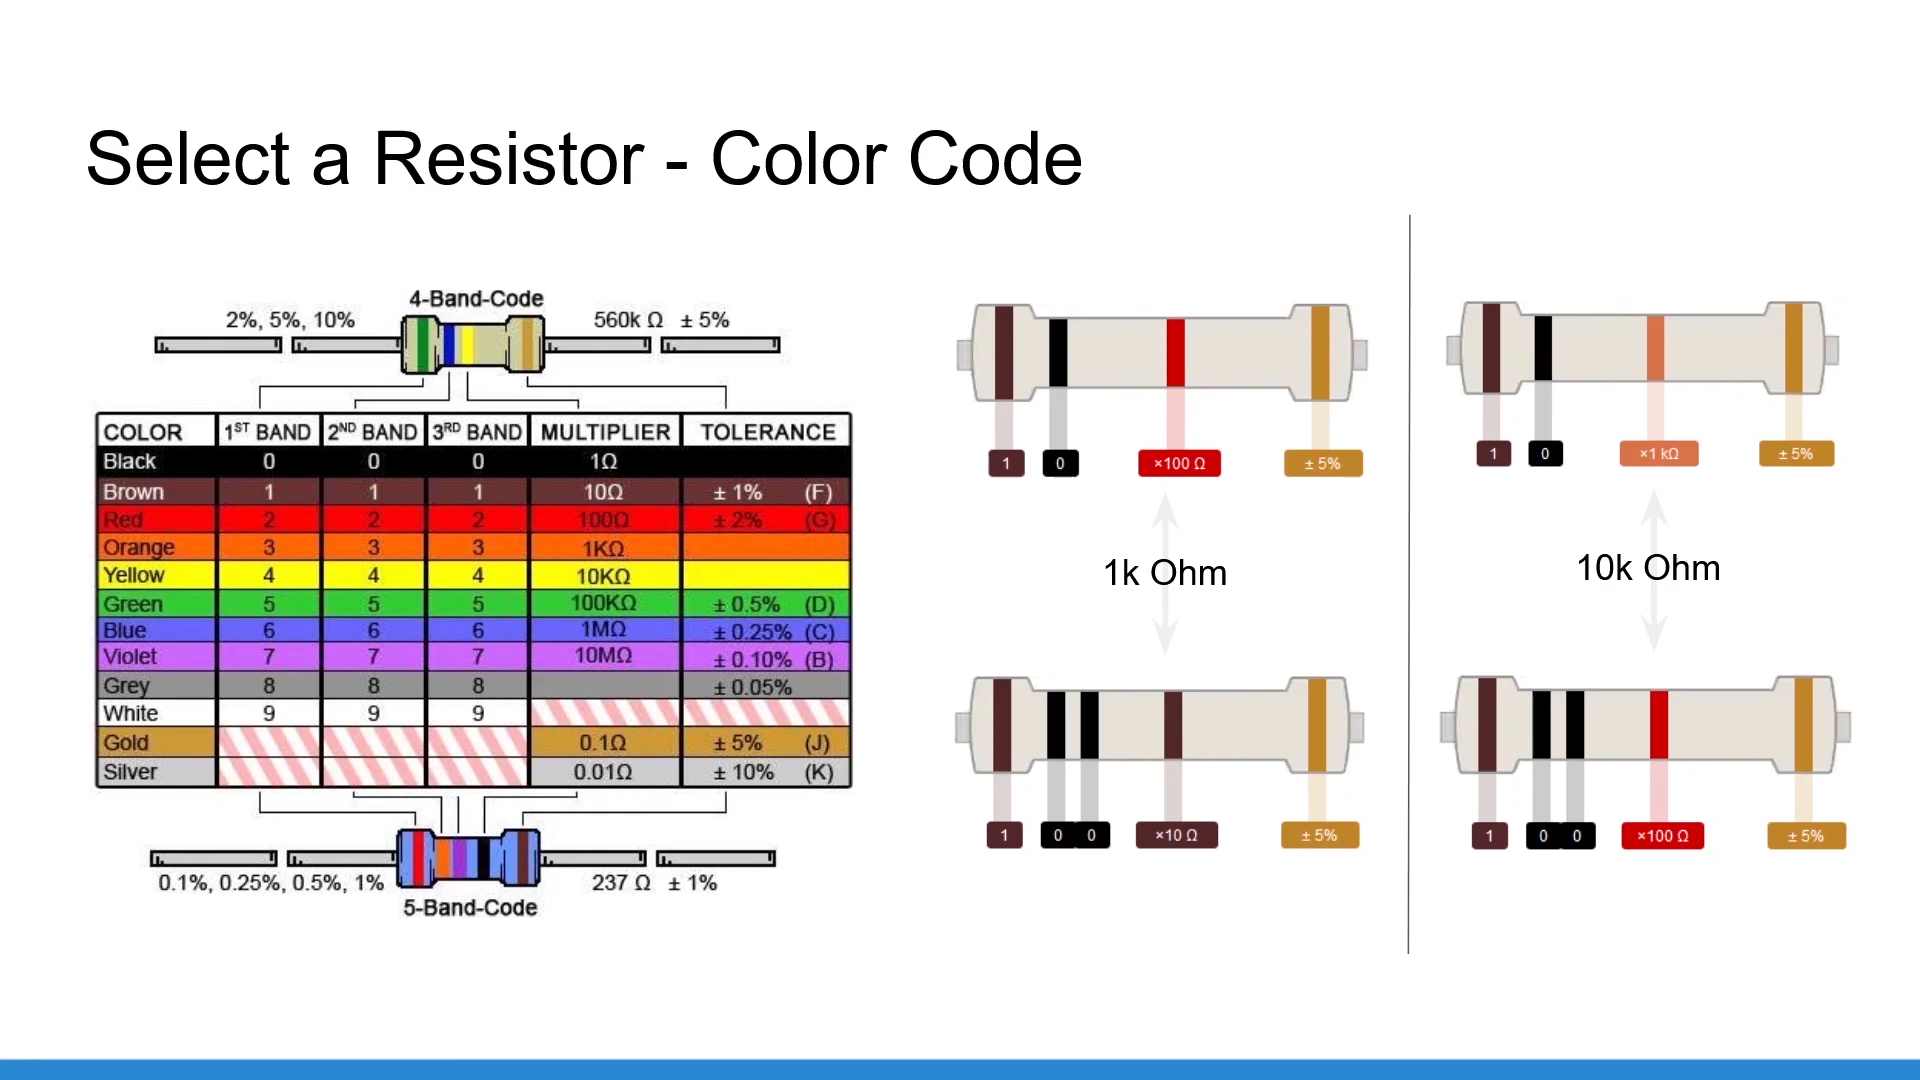 Select a Resistor - Color Code
4-Band-Code
2%, 5%, 10%
560k Ω ± 5%
COLOR 1ST BAND 2ND BAND 3RD BAND MULTIPLIER TOLERANCE
Black 0 0 0 1Ω
Brown 1 1 1 10Ω ± 1% (F)
Red 2 2 2 100Ω ± 2% (G)
Orange 3 3 3 1KΩ
Yellow 4 4 4 10KΩ
Green 5 5 5 100KΩ ± 0.5% (D)
Blue 6 6 6 1MΩ ± 0.25% (C)
Violet 7 7 7 10MΩ ± 0.10% (B)
Grey 8 8 8 ± 0.05%
White 9 9 9
Gold 0.1Ω ± 5% (J)
Silver 0.01Ω ± 10% (K)
0.1%, 0.25%, 0.5%, 1%
237 Ω ± 1%
5-Band-Code
1 0 ×100 Ω ± 5%
1k Ohm
1 0 0 ×10 Ω ± 5%
1 0 ×1 kΩ ± 5%
10k Ohm
1 0 0 ×100 Ω ± 5%